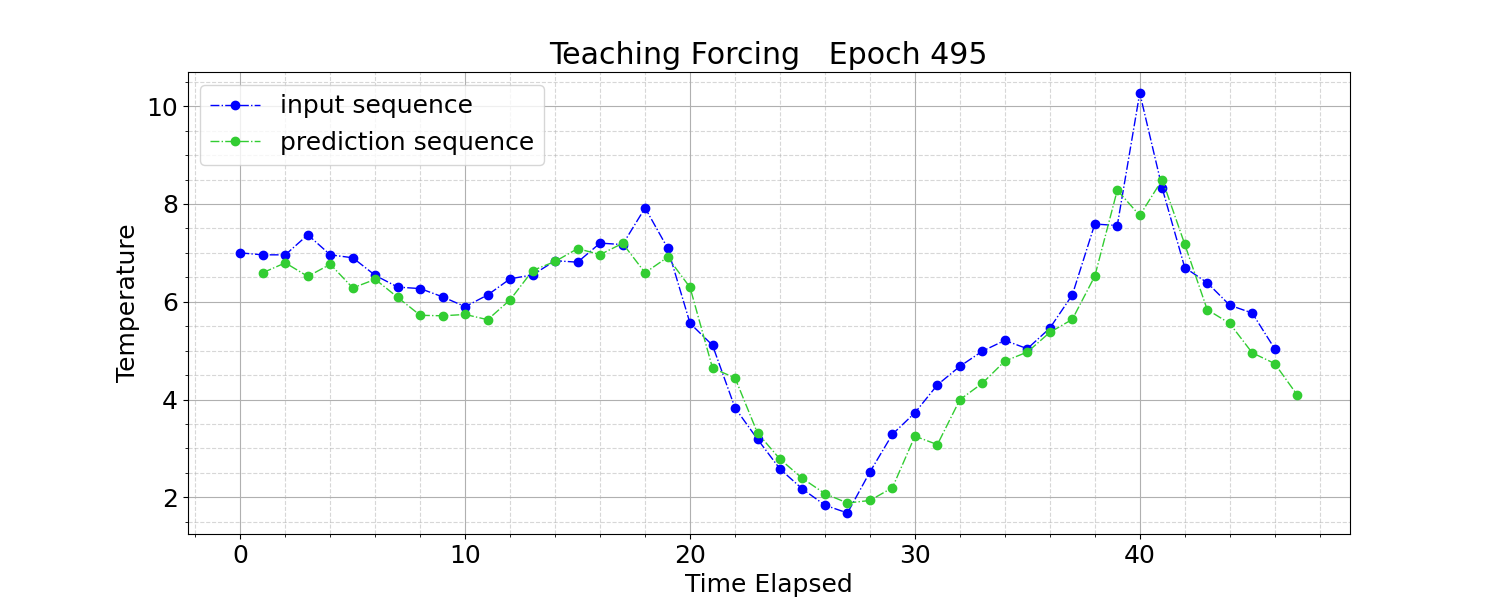 Teaching Forcing   Epoch 495
input sequence
prediction sequence
Temperature
10
8
6
4
2
0 10 20 30 40
Time Elapsed